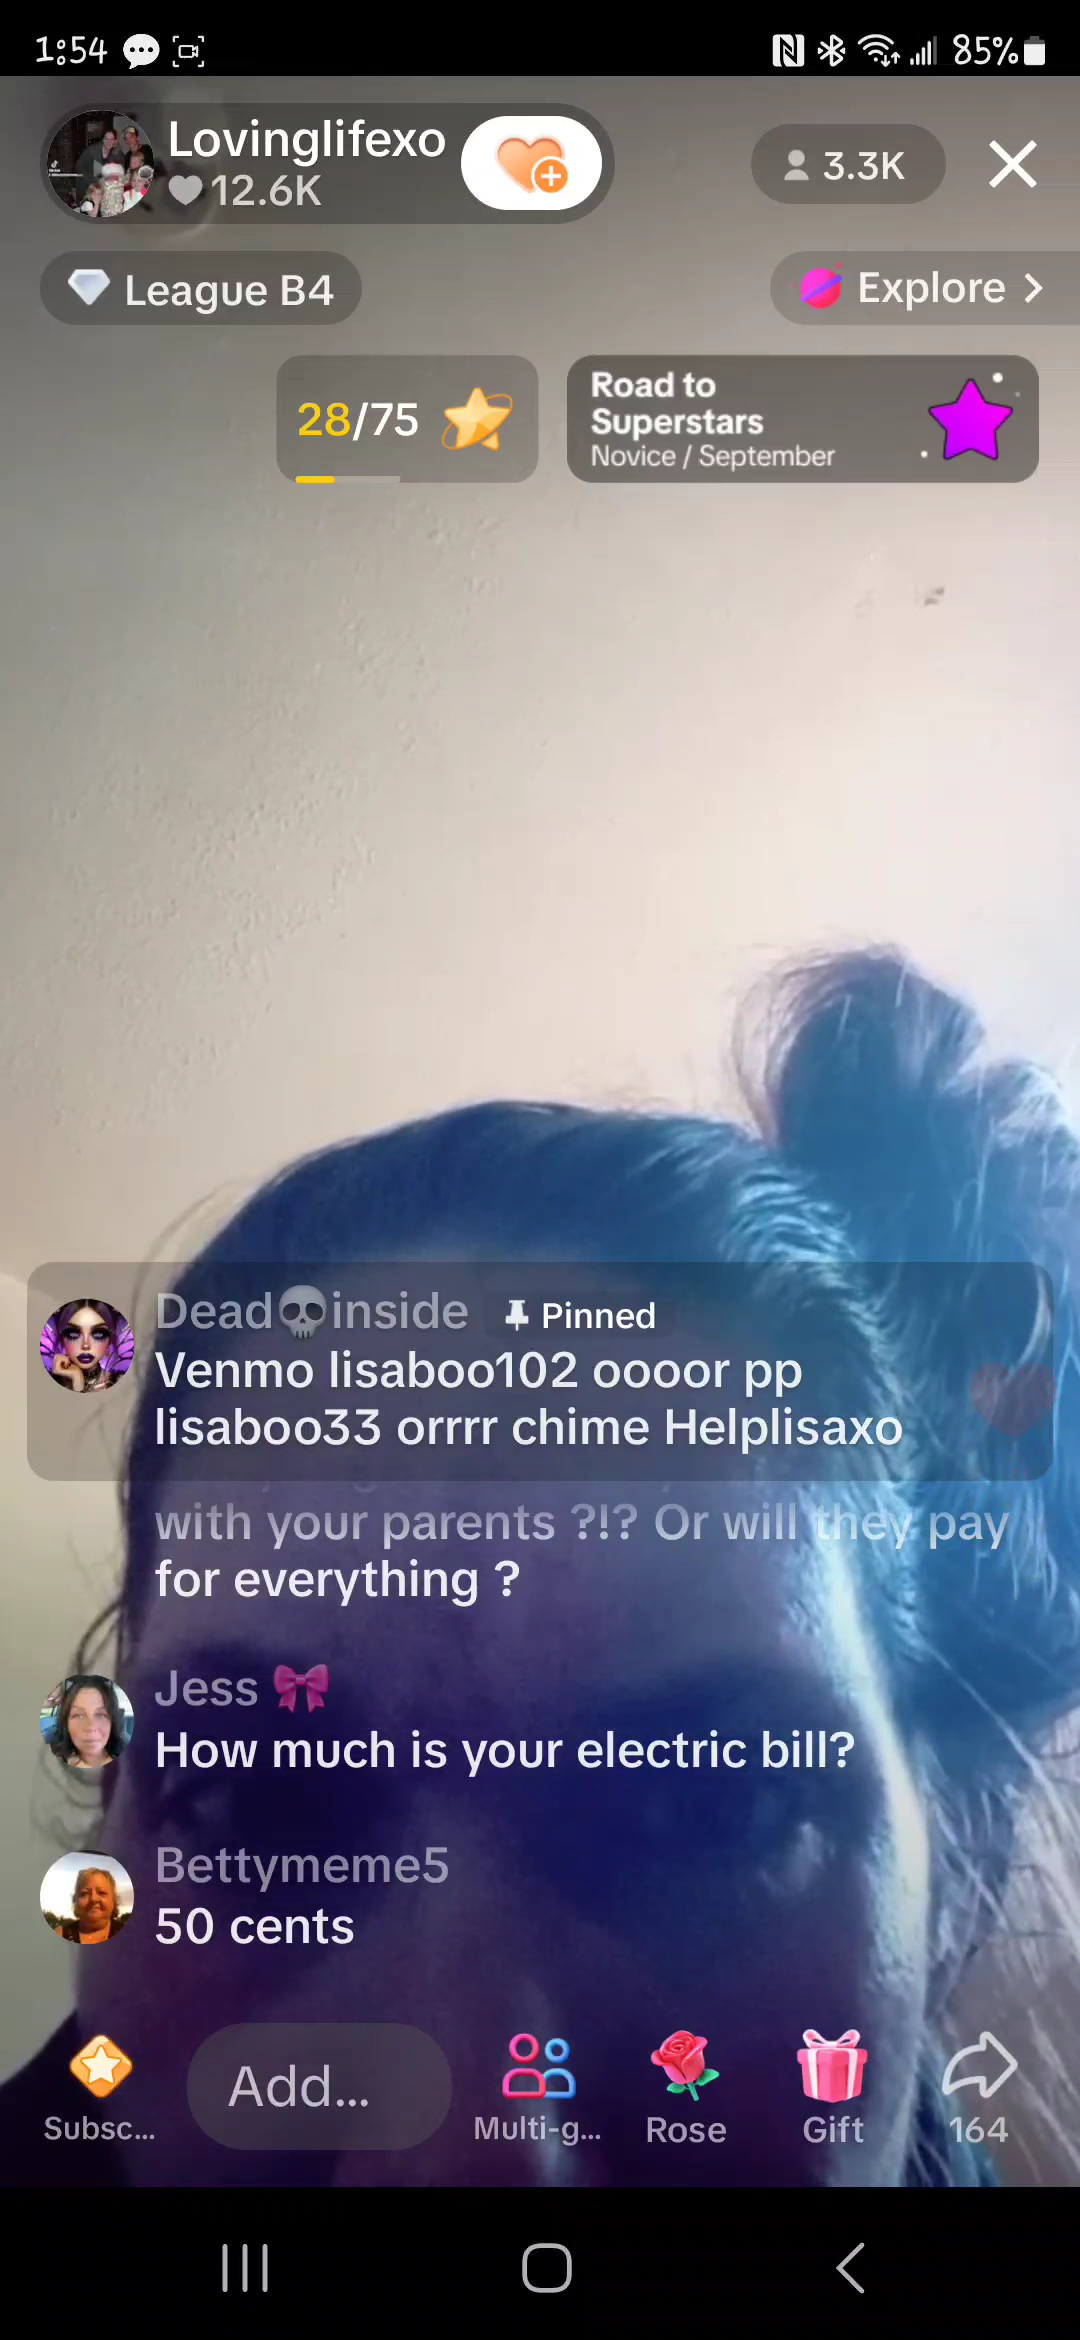 1:54
85%
Lovinglifexo
12.6K
3.3K
League B4
Explore >
28/75
Road to
Superstars
Novice / September
Dead💀inside Pinned
Venmo lisaboo102 oooor pp
lisaboo33 orrrr chime Helplisaxo
with your parents ?!? Or will they pay
for everything ?
Jess 🎀
How much is your electric bill?
Bettymeme5
50 cents
Add...
Subsc...
Multi-g...
Rose
Gift
164